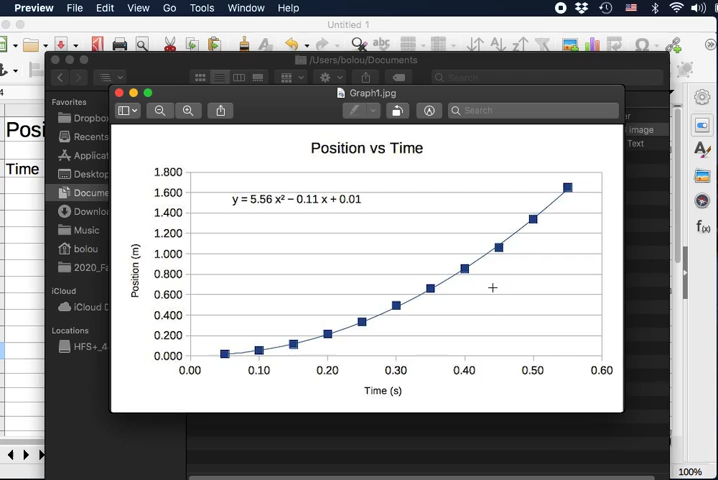 Preview File Edit View Go Tools Window Help
Untitled 1
/Users/bolou/Documents
Search
Graph1.jpg
Search
Favorites
Dropbo
Recents
Applicat
Desktop
Docume
Downlo
Music
bolou
2020_Fa
iCloud
iCloud D
Locations
HFS+_4
Posi
Time
image
Text
Position vs Time
y = 5.56 x² – 0.11 x + 0.01
Position (m)
1.800
1.600
1.400
1.200
1.000
0.800
0.600
0.400
0.200
0.000
0.00 0.10 0.20 0.30 0.40 0.50 0.60
Time (s)
100%